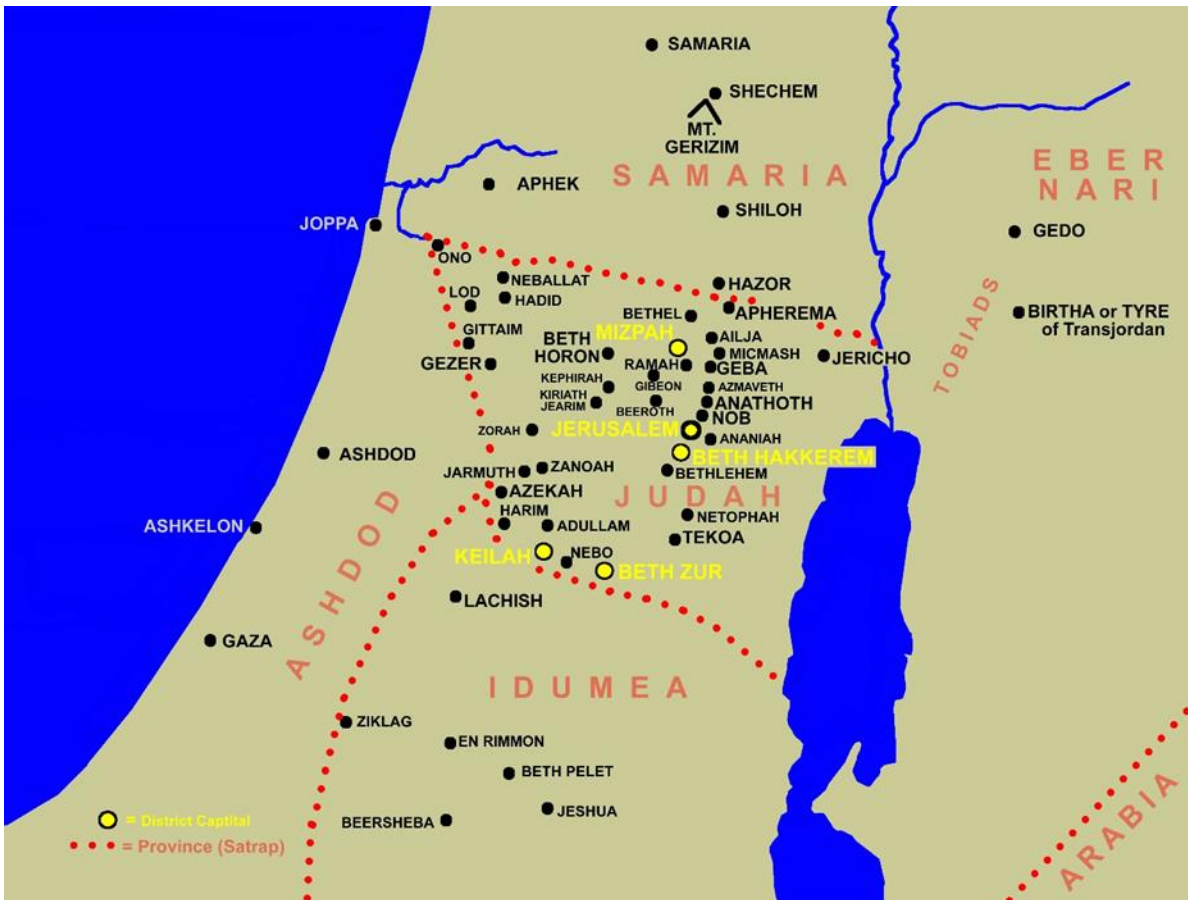 SAMARIA
SHECHEM
MT.
GERIZIM
SAMARIA
EBER
NARI
APHEK
SHILOH
JOPPA
GEDO
ONO
NEBALLAT
HAZOR
TOBIADS
LOD
HADID
APHEREMA
BETHEL
BIRTHA or TYRE
of Transjordan
MIZPAH
GITTAIM
BETH
HORON
AILJA
MICMASH
JERICHO
GEZER
RAMAH
GEBA
KEPHIRAH
GIBEON
AZMAVETH
KIRIATH
JEARIM
BEEROTH
ANATHOTH
NOB
ZORAH
JERUSALEM
ANANIAH
ASHDOD
BETH HAKKEREM
JARMUTH
ZANOAH
BETHLEHEM
AZEKAH
JUDAH
HARIM
NETOPHAH
ASHKELON
ADULLAM
TEKOA
KEILAH
NEBO
BETH ZUR
ASHDOD
LACHISH
GAZA
IDUMEA
ZIKLAG
EN RIMMON
BETH PELET
JESHUA
BEERSHEBA
ARABIA
= District Captital
= Province (Satrap)